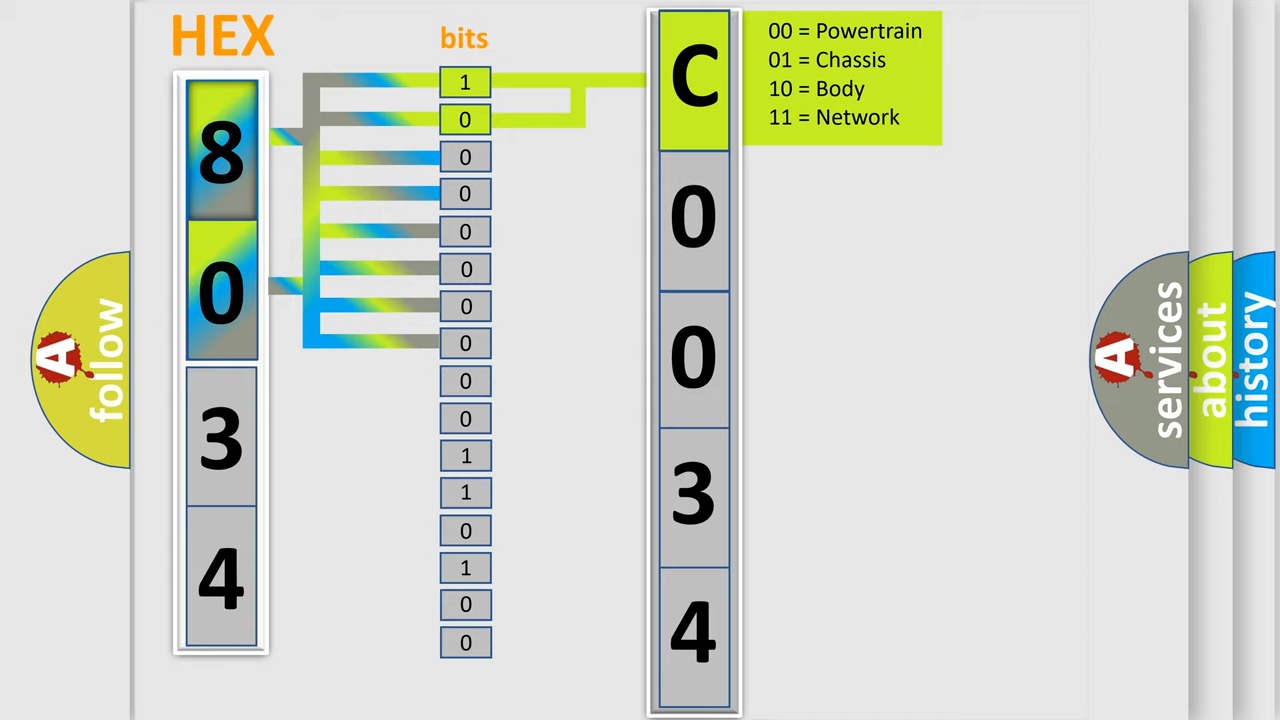 HEX
bits
8
0
3
4
1
0
0
0
0
0
0
0
0
0
1
1
0
1
0
0
C
0
0
3
4
00 = Powertrain
01 = Chassis
10 = Body
11 = Network
A
follow
A
services
about
history